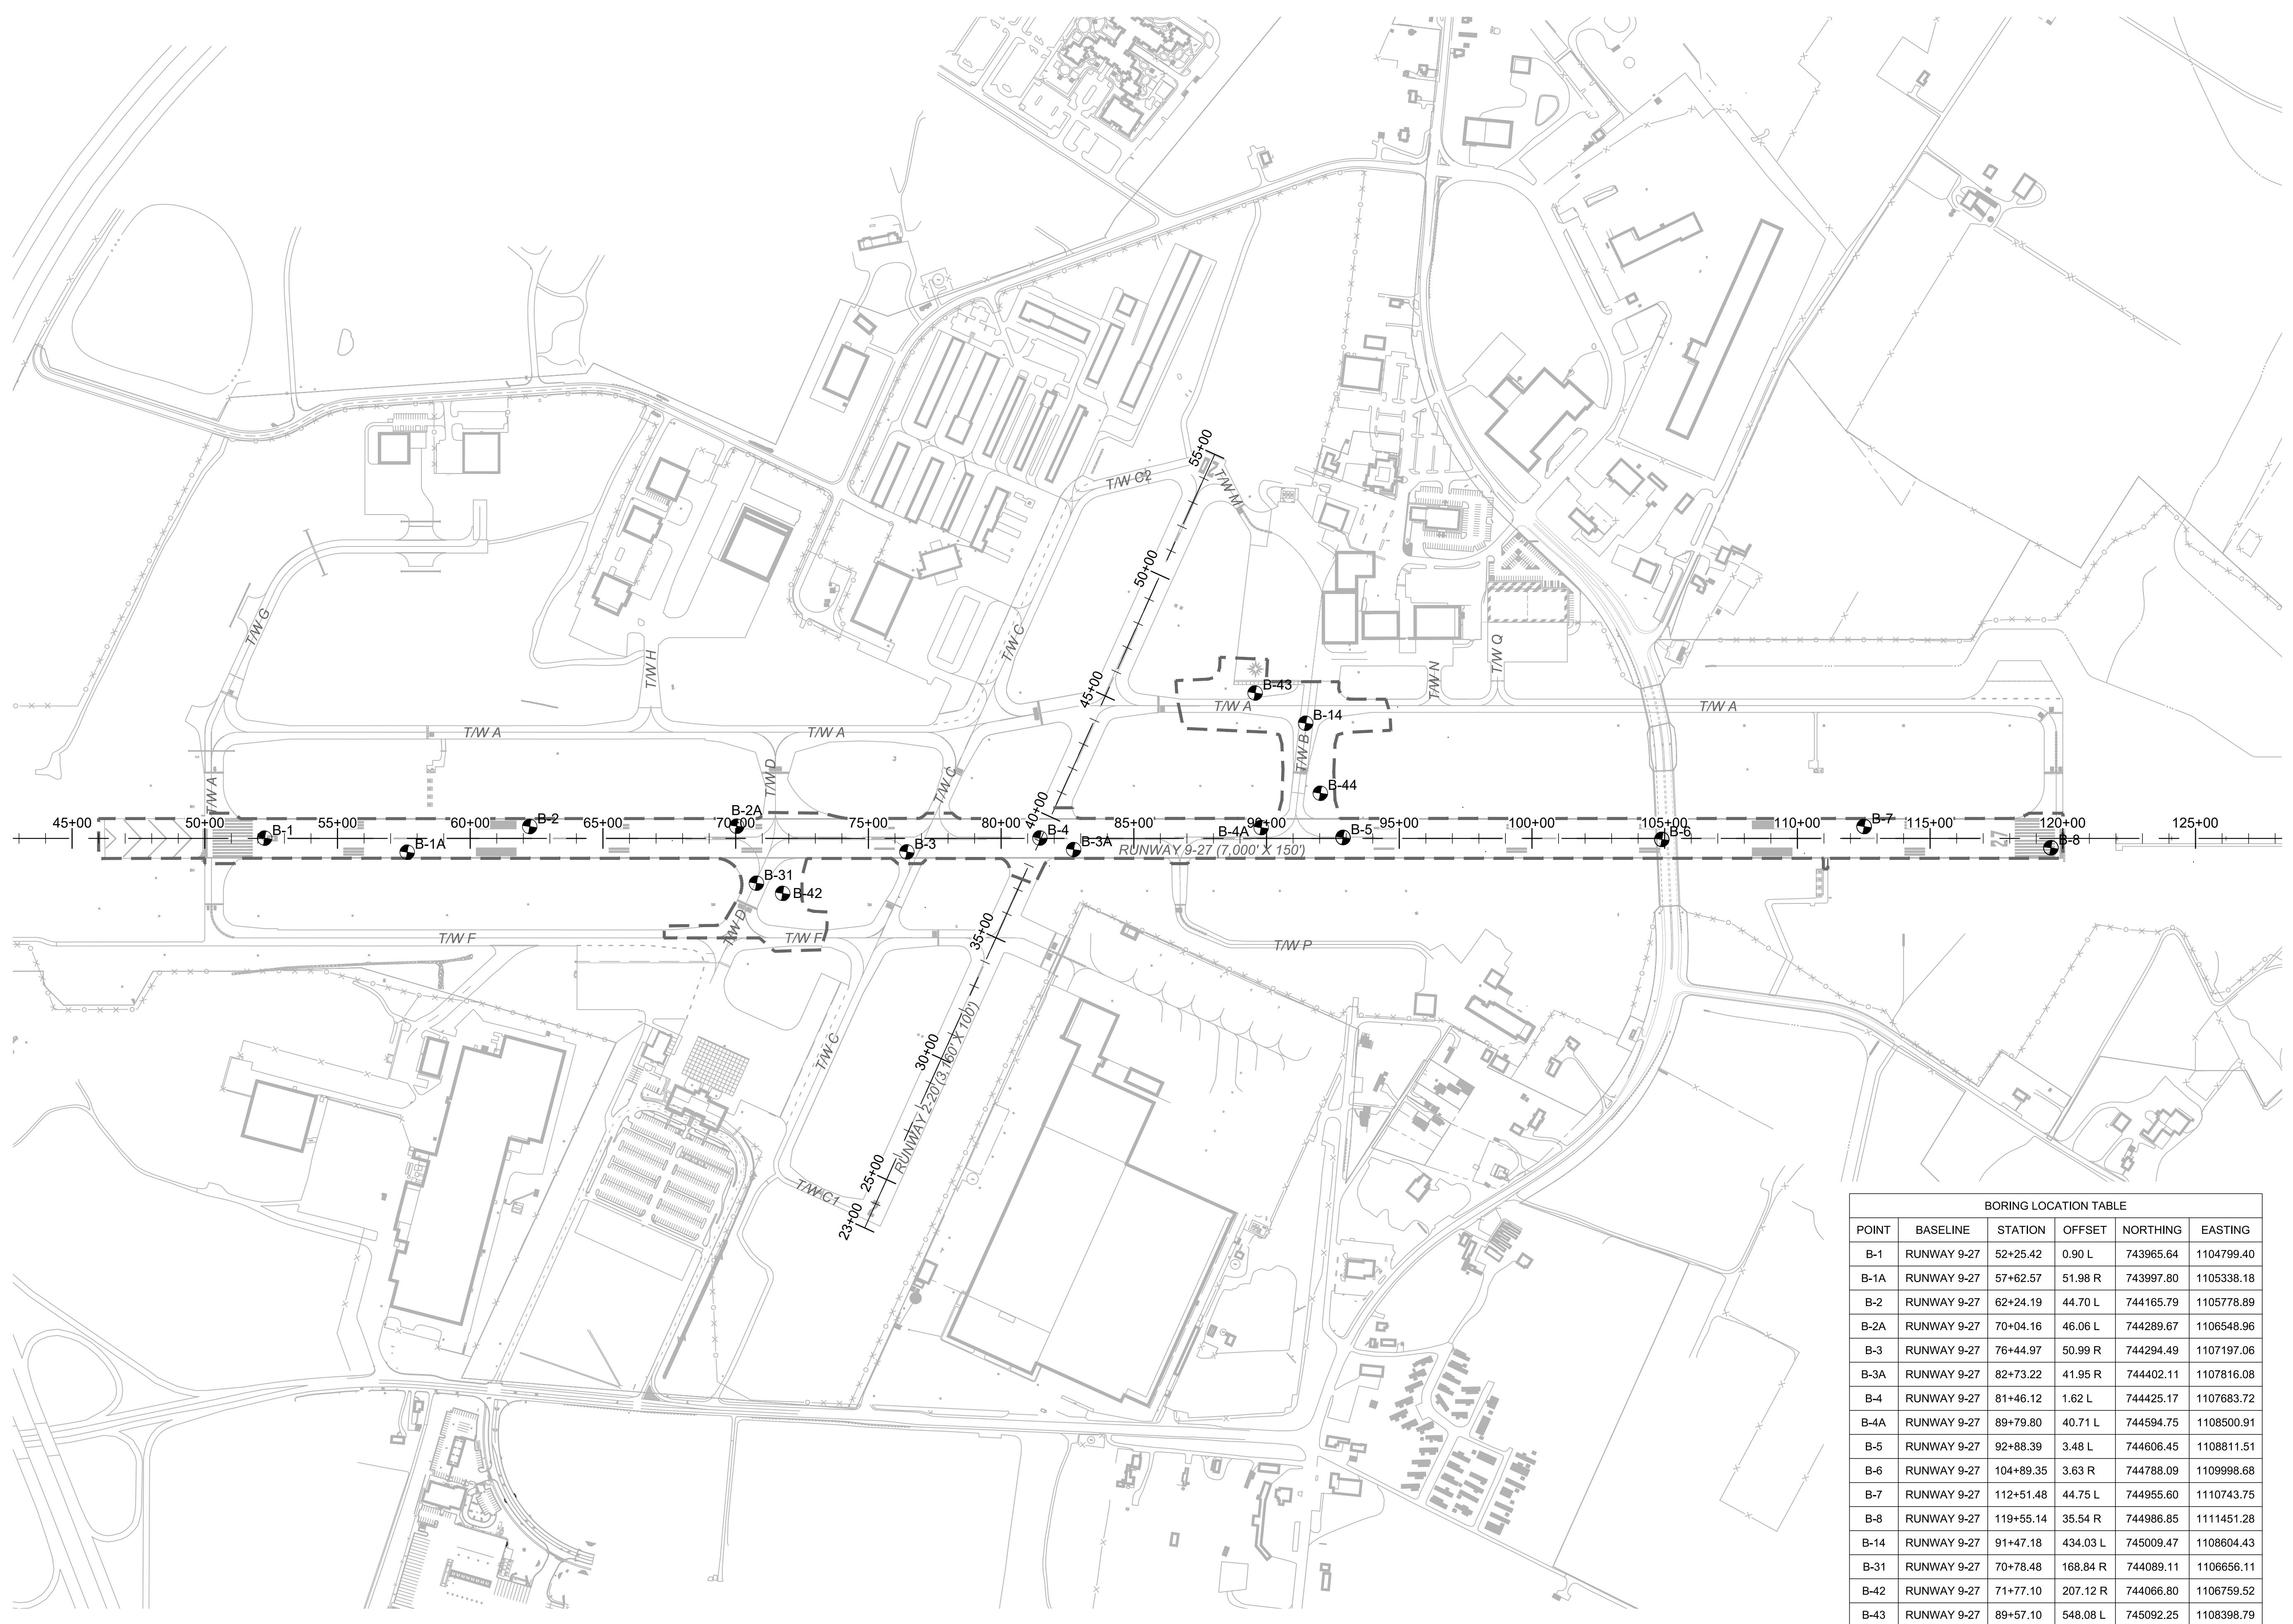 55+00
T/W C2
T/W M
50+00
T/W G
T/W C
T/W H
T/W N
T/W Q
45+00
B-43
T/W A
T/W A
B-14
T/W A
T/W A
T/W B
T/W D
T/W C
T/W A
B-44
40+00
45+00
50+00
B-1
55+00
60+00
B-2
65+00
B-2A
70+00
75+00
80+00
B-4
85+00
B-4A
90+00
B-5
95+00
100+00
105+00
B-6
110+00
B-7
115+00
27
120+00
B-8
125+00
B-1A
B-3
B-3A
RUNWAY 9-27 (7,000' X 150')
B-31
B-42
T/W D
T/W F
T/W F
35+00
T/W P
30+00
T/W C
RUNWAY 2-20 (3,160' X 100')
25+00
T/W C1
23+00
BORING LOCATION TABLE
POINT BASELINE STATION OFFSET NORTHING EASTING
B-1 RUNWAY 9-27 52+25.42 0.90 L 743965.64 1104799.40
B-1A RUNWAY 9-27 57+62.57 51.98 R 743997.80 1105338.18
B-2 RUNWAY 9-27 62+24.19 44.70 L 744165.79 1105778.89
B-2A RUNWAY 9-27 70+04.16 46.06 L 744289.67 1106548.96
B-3 RUNWAY 9-27 76+44.97 50.99 R 744294.49 1107197.06
B-3A RUNWAY 9-27 82+73.22 41.95 R 744402.11 1107816.08
B-4 RUNWAY 9-27 81+46.12 1.62 L 744425.17 1107683.72
B-4A RUNWAY 9-27 89+79.80 40.71 L 744594.75 1108500.91
B-5 RUNWAY 9-27 92+88.39 3.48 L 744606.45 1108811.51
B-6 RUNWAY 9-27 104+89.35 3.63 R 744788.09 1109998.68
B-7 RUNWAY 9-27 112+51.48 44.75 L 744955.60 1110743.75
B-8 RUNWAY 9-27 119+55.14 35.54 R 744986.85 1111451.28
B-14 RUNWAY 9-27 91+47.18 434.03 L 745009.47 1108604.43
B-31 RUNWAY 9-27 70+78.48 168.84 R 744089.11 1106656.11
B-42 RUNWAY 9-27 71+77.10 207.12 R 744066.80 1106759.52
B-43 RUNWAY 9-27 89+57.10 548.08 L 745092.25 1108398.79